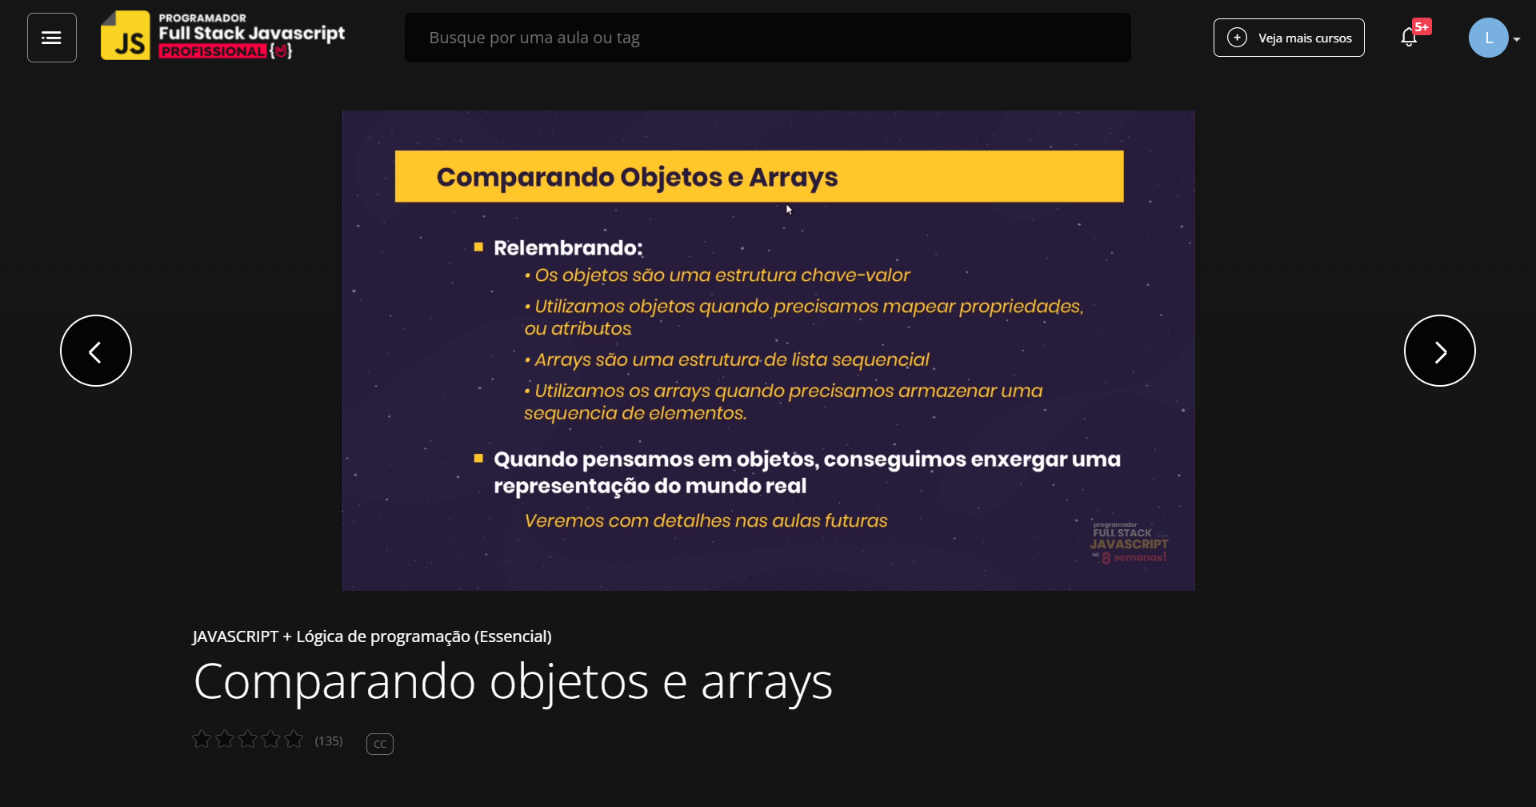 JS
PROGRAMADOR
Full Stack Javascript
PROFISSIONAL {}
Busque por uma aula ou tag
Veja mais cursos
5+
L
Comparando Objetos e Arrays
Relembrando:
• Os objetos são uma estrutura chave-valor
• Utilizamos objetos quando precisamos mapear propriedades,
ou atributos
• Arrays são uma estrutura de lista sequencial
• Utilizamos os arrays quando precisamos armazenar uma
sequencia de elementos.
Quando pensamos em objetos, conseguimos enxergar uma
representação do mundo real
Veremos com detalhes nas aulas futuras
programador
FULL STACK
JAVASCRIPT
em 8 semanas!
JAVASCRIPT + Lógica de programação (Essencial)
Comparando objetos e arrays
(135)
CC